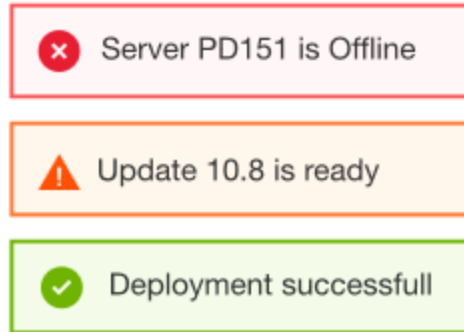 Server PD151 is Offline
Update 10.8 is ready
Deployment successfull